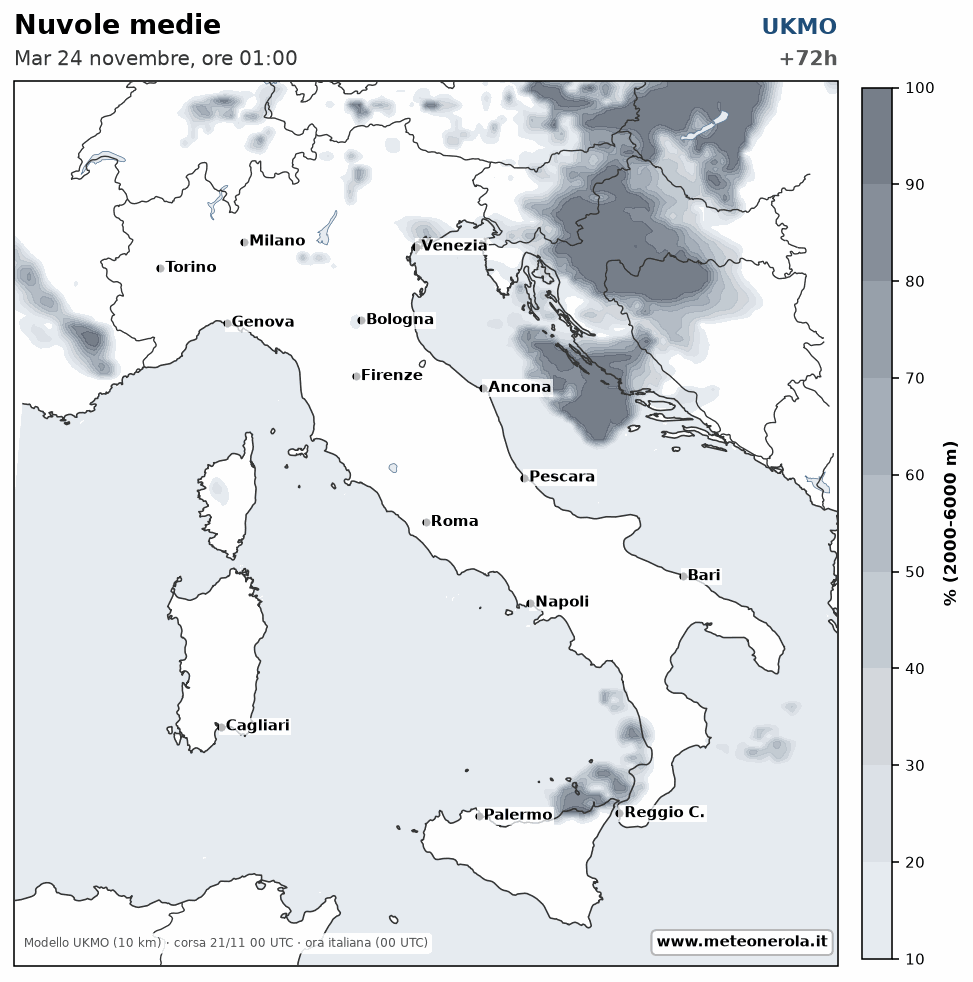 Nuvole medie
UKMO
Mar 24 novembre, ore 01:00
+72h
Milano
Venezia
Torino
Genova
Bologna
Firenze
Ancona
Pescara
Roma
Bari
Napoli
Cagliari
Palermo
Reggio C.
Modello UKMO (10 km) · corsa 21/11 00 UTC · ora italiana (00 UTC)
www.meteonerola.it
100
90
80
70
60
50
40
30
20
10
% (2000-6000 m)